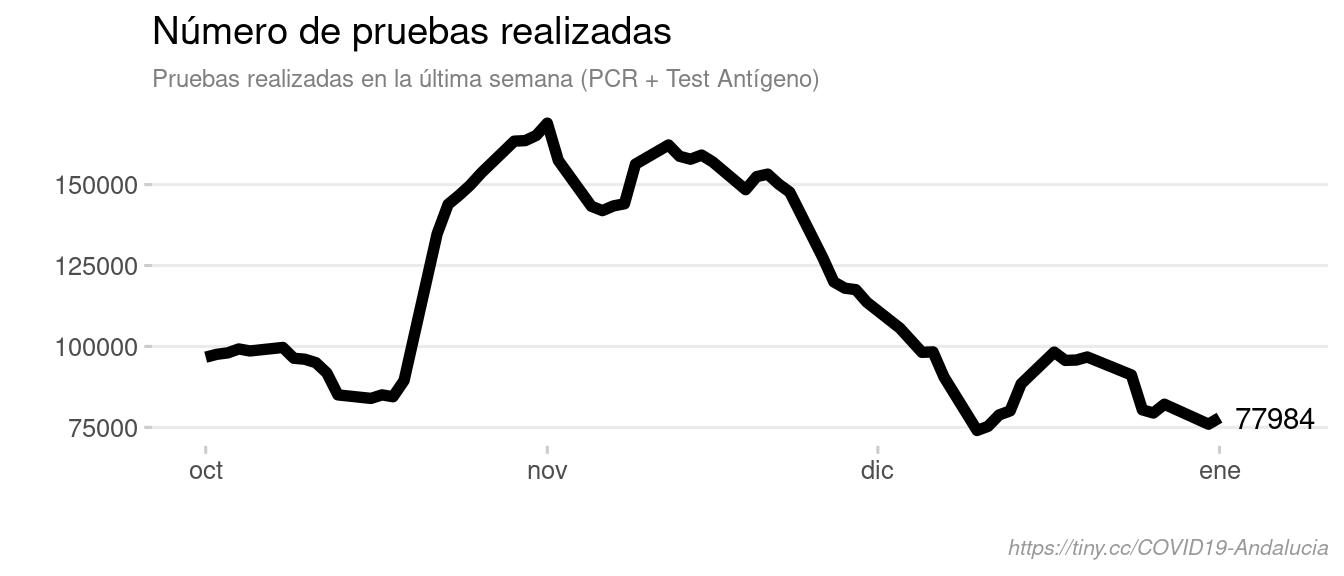 Número de pruebas realizadas
Pruebas realizadas en la última semana (PCR + Test Antígeno)
150000
125000
100000
75000
77984
oct nov dic ene
https://tiny.cc/COVID19-Andalucia